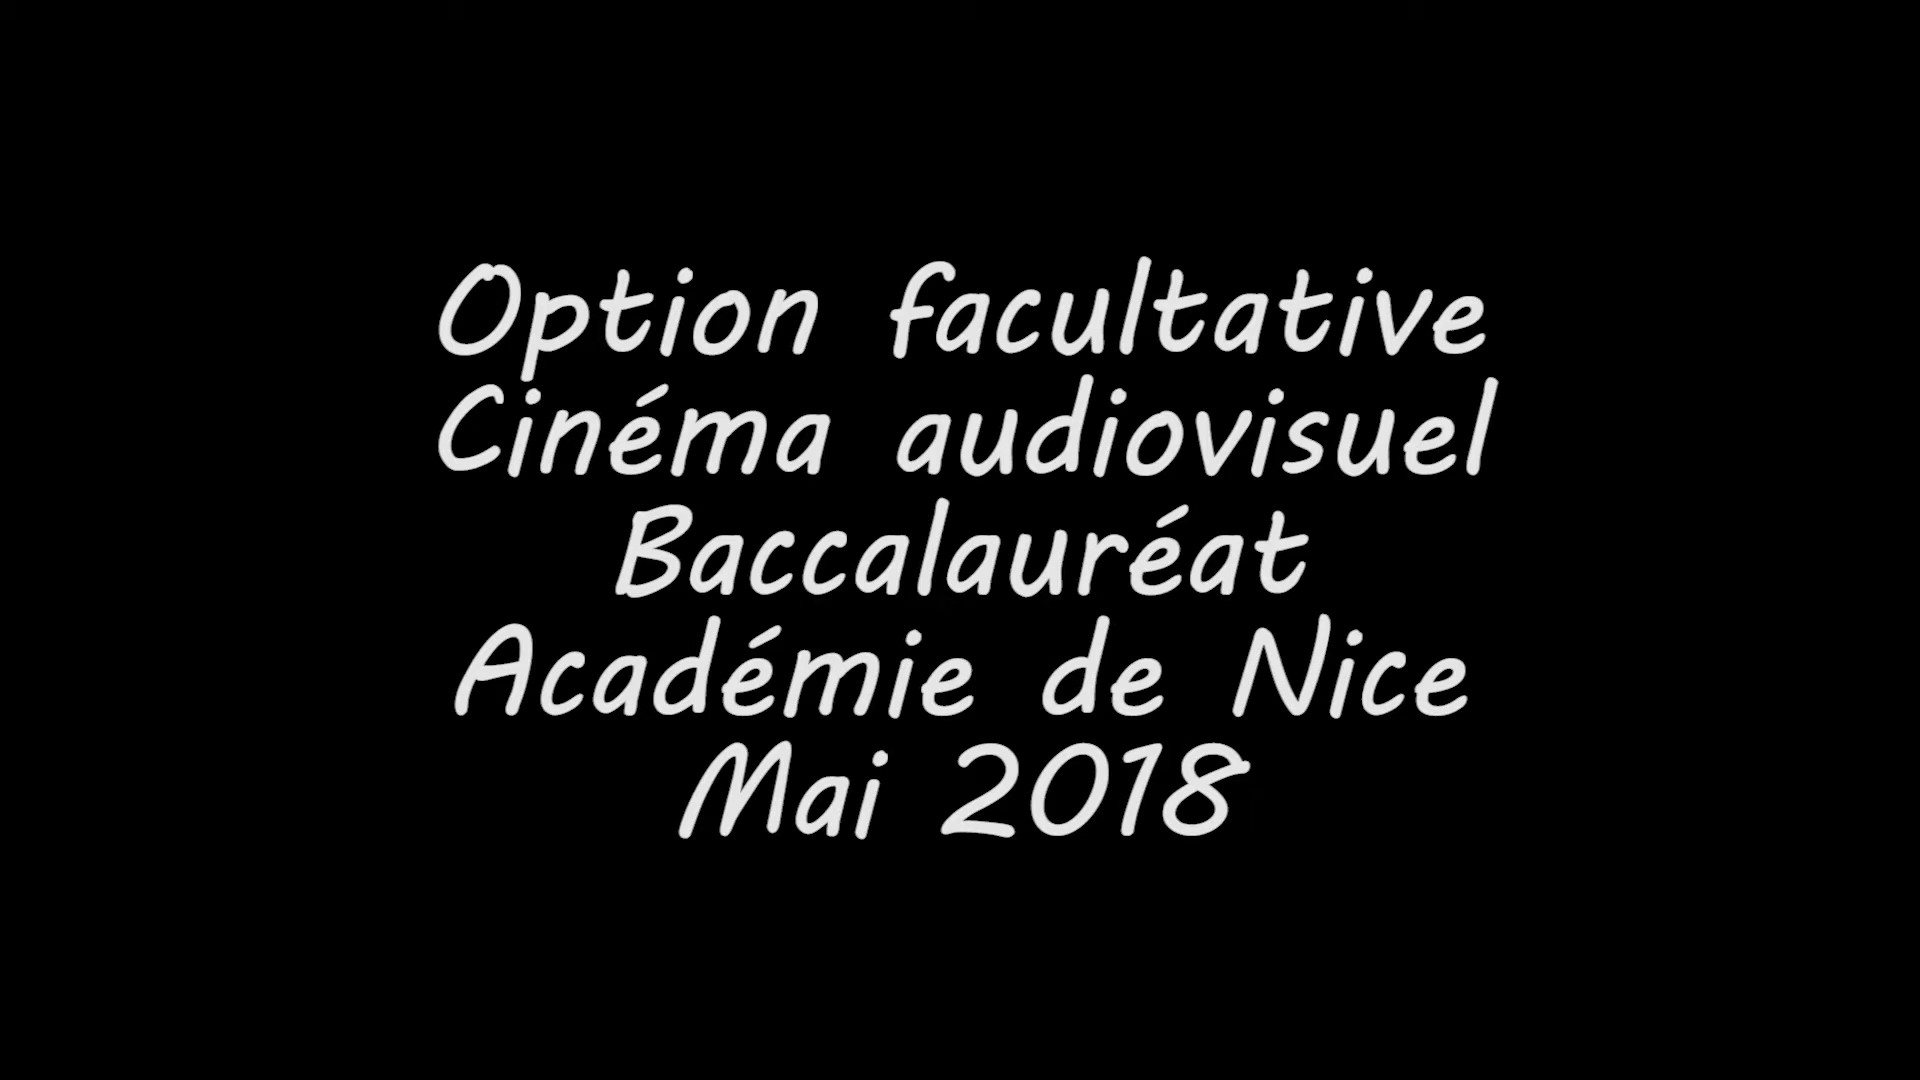 Option facultative
Cinéma audiovisuel
Baccalauréat
Académie de Nice
Mai 2018